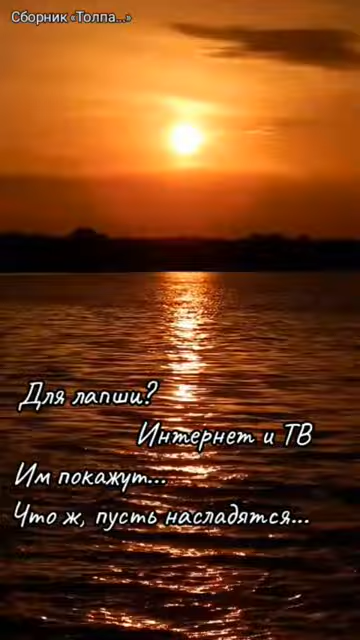 Сборник «Толпа...»
Для лапши?
Интернет и ТВ
Им покажут...
Что ж, пусть насладятся...